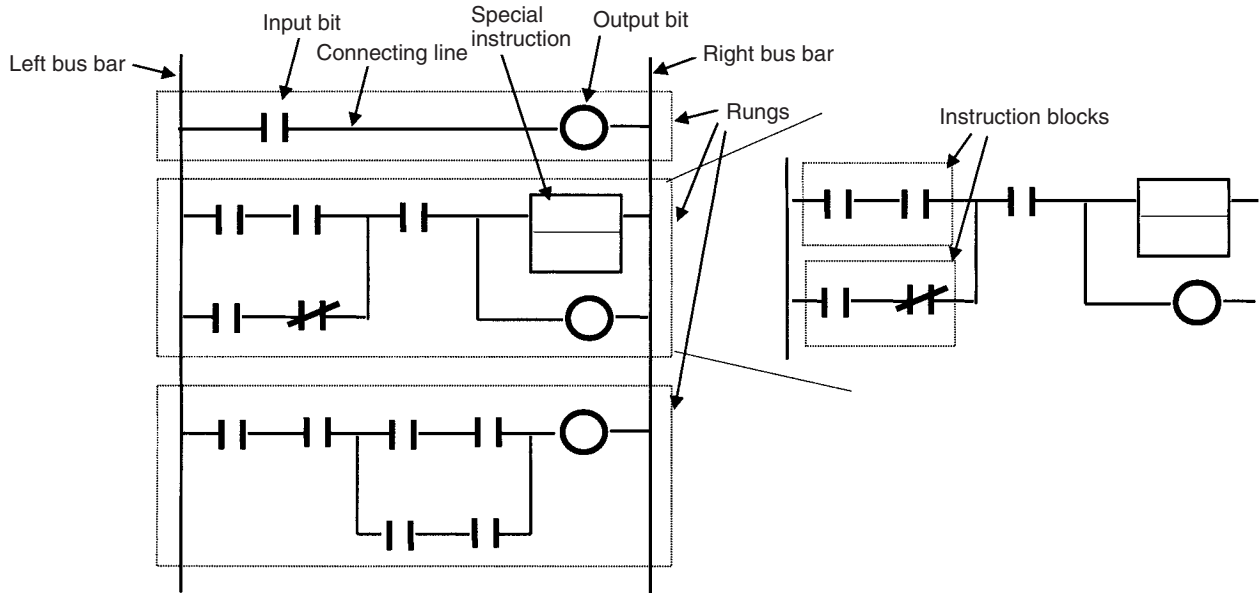 Input bit
Special
instruction
Output bit
Left bus bar
Connecting line
Right bus bar
Rungs
Instruction blocks